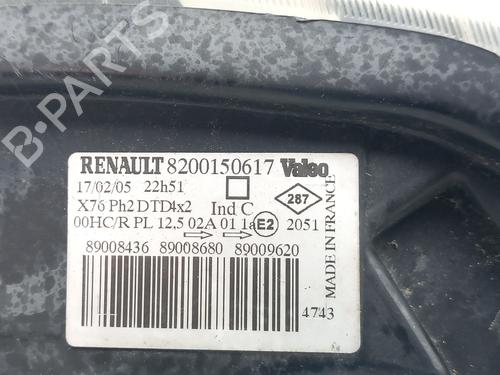 RENAULT 8200150617 Valeo
17/02/05 22h51
X76 Ph2 DTD4x2 Ind C
287
00HC/R PL 12.5 02A 01 1a E2 2051
89008436 89008680 89009620
4743
MADE IN FRANCE
B-PARTS